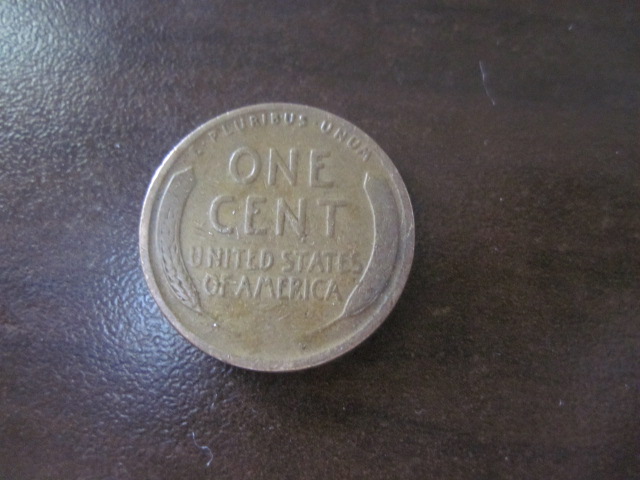 E PLURIBUS UNUM
ONE
CENT
UNITED STATES
OF AMERICA